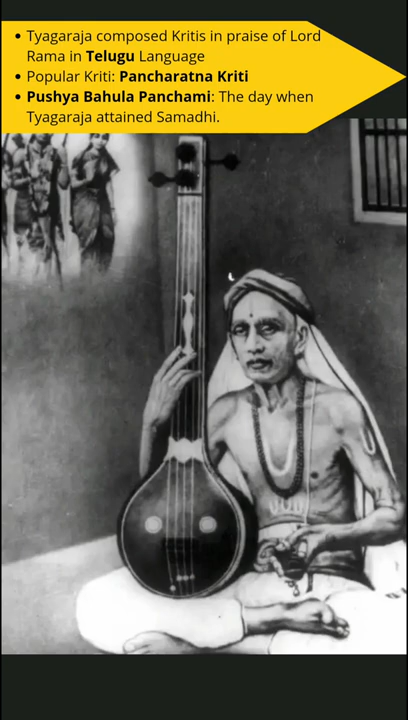 • Tyagaraja composed Kritis in praise of Lord
Rama in Telugu Language
• Popular Kriti: Pancharatna Kriti
• Pushya Bahula Panchami: The day when
Tyagaraja attained Samadhi.